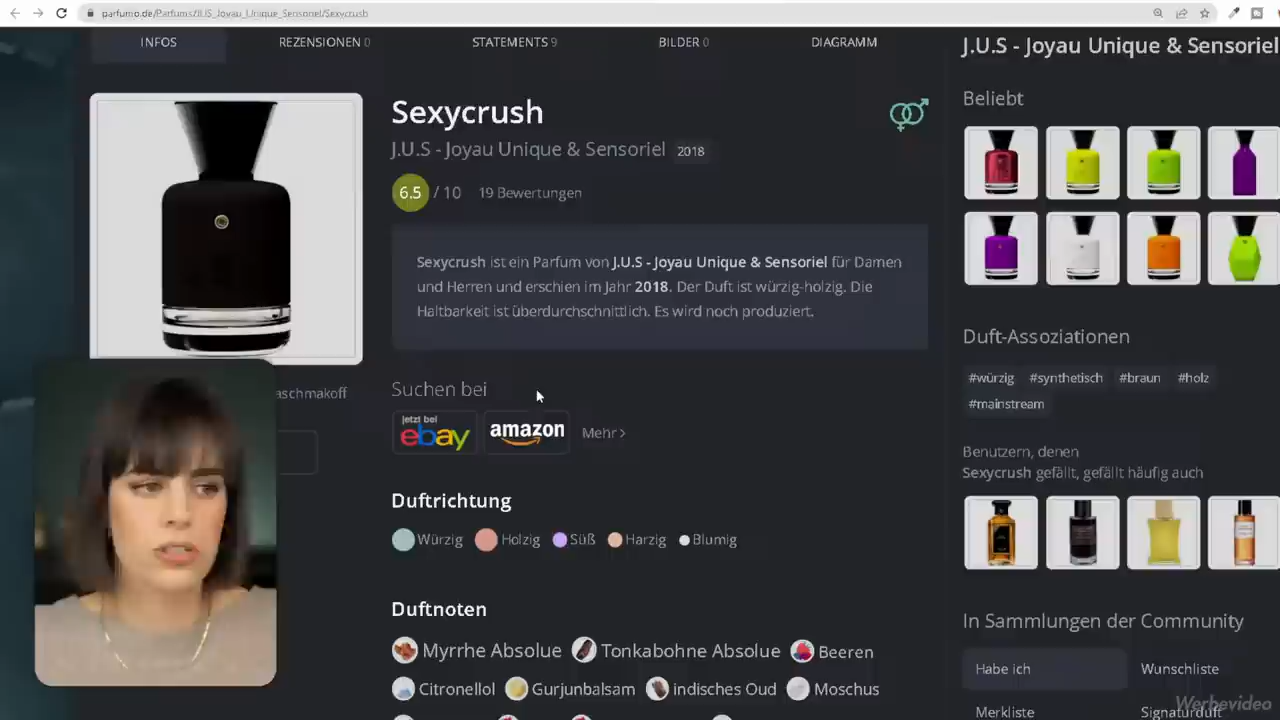 parfumo.de/Parfums/JUS_Joyau_Unique_Sensoriel/Sexycrush
INFOS
REZENSIONEN 0
STATEMENTS 9
BILDER 0
DIAGRAMM
Sexycrush
J.U.S - Joyau Unique & Sensoriel 2018
6.5 / 10 19 Bewertungen
Sexycrush ist ein Parfum von J.U.S - Joyau Unique & Sensoriel für Damen
und Herren und erschien im Jahr 2018. Der Duft ist würzig-holzig. Die
Haltbarkeit ist überdurchschnittlich. Es wird noch produziert.
aschmakoff
Suchen bei
jetzt bei
ebay
amazon
Mehr >
Duftrichtung
Würzig Holzig Süß Harzig Blumig
Duftnoten
Myrrhe Absolue Tonkabohne Absolue Beeren
Citronellol Gurjunbalsam indisches Oud Moschus
J.U.S - Joyau Unique & Sensoriel
Beliebt
Duft-Assoziationen
#würzig #synthetisch #braun #holz
#mainstream
Benutzern, denen
Sexycrush gefällt, gefällt häufig auch
In Sammlungen der Community
Habe ich Wunschliste
Merkliste Signaturduft
Werbevideo